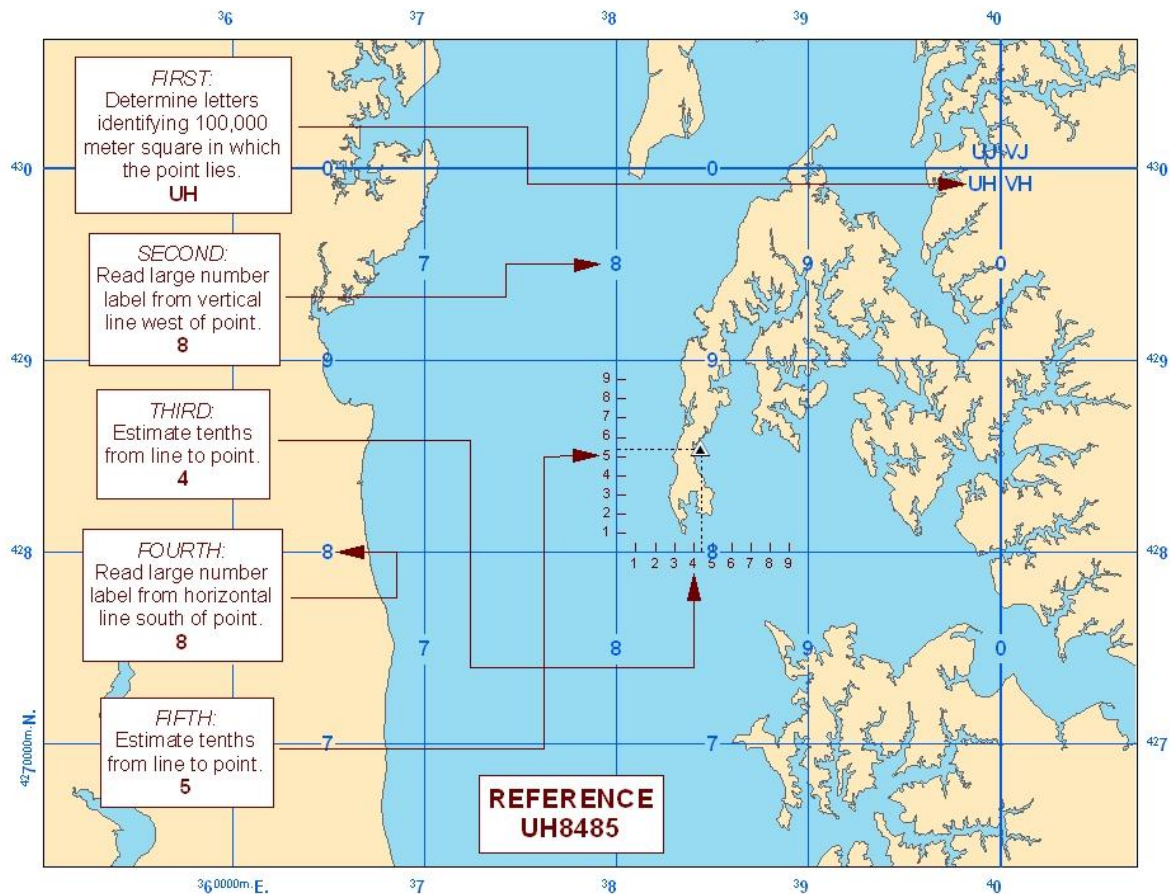 36 37 38 39 40
FIRST:
Determine letters
identifying 100,000
meter square in which
the point lies.
UH
UJ VJ
430 0 0 430
UH VH
SECOND:
Read large number
label from vertical
line west of point.
8
7 8 9 0
429 9 9 429
9
8
7
6
5
4
3
2
1
THIRD:
Estimate tenths
from line to point.
4
428 8 8 428
1 2 3 4 5 6 7 8 9
FOURTH:
Read large number
label from horizontal
line south of point.
8
7 8 9 0
FIFTH:
Estimate tenths
from line to point.
5
4270000m.N. 7 7 427
REFERENCE
UH8485
360000m.E. 37 38 39 40